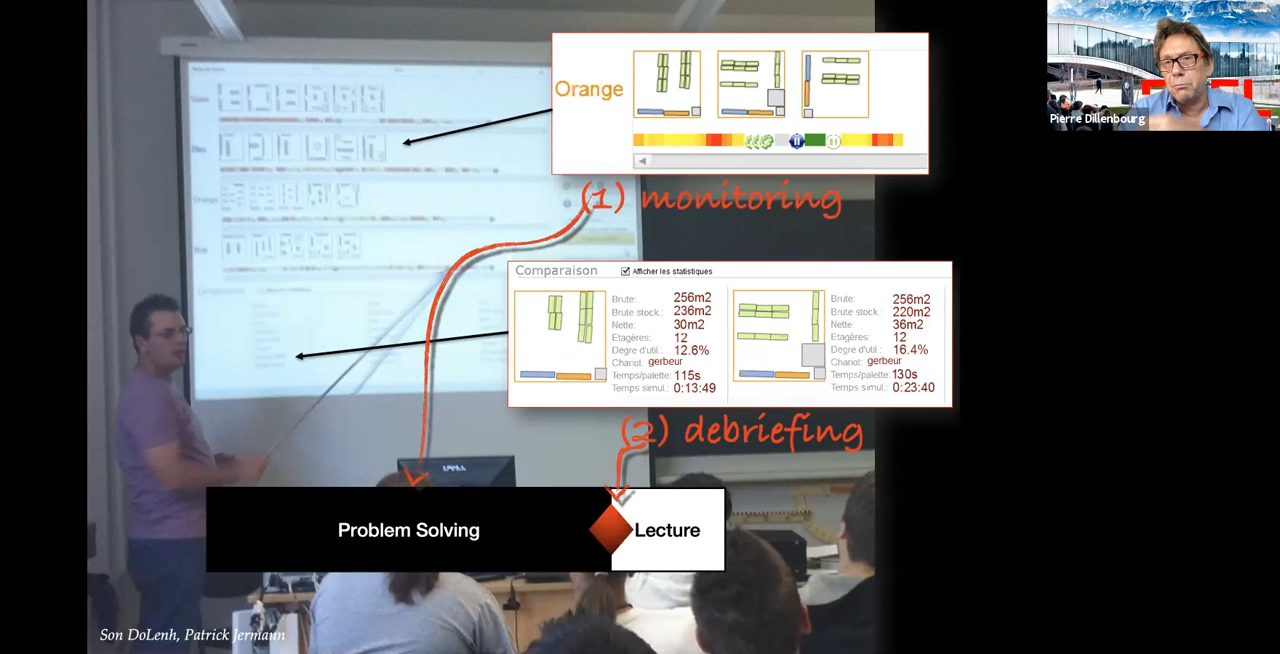 Orange
(1) monitoring
Comparaison Afficher les statistiques
Brute: 256m2
Brute stock.: 236m2
Nette: 30m2
Etagères: 12
Degre d'util.: 12.6%
Chariot: gerbeur
Temps/palette: 115s
Temps simul.: 0:13:49
Brute: 256m2
Brute stock.: 220m2
Nette: 36m2
Etagères: 12
Degre d'util.: 16.4%
Chariot: gerbeur
Temps/palette: 130s
Temps simul.: 0:23:40
(2) debriefing
Problem Solving
Lecture
Son DoLenh, Patrick Jermann
Pierre Dillenbourg
Orange